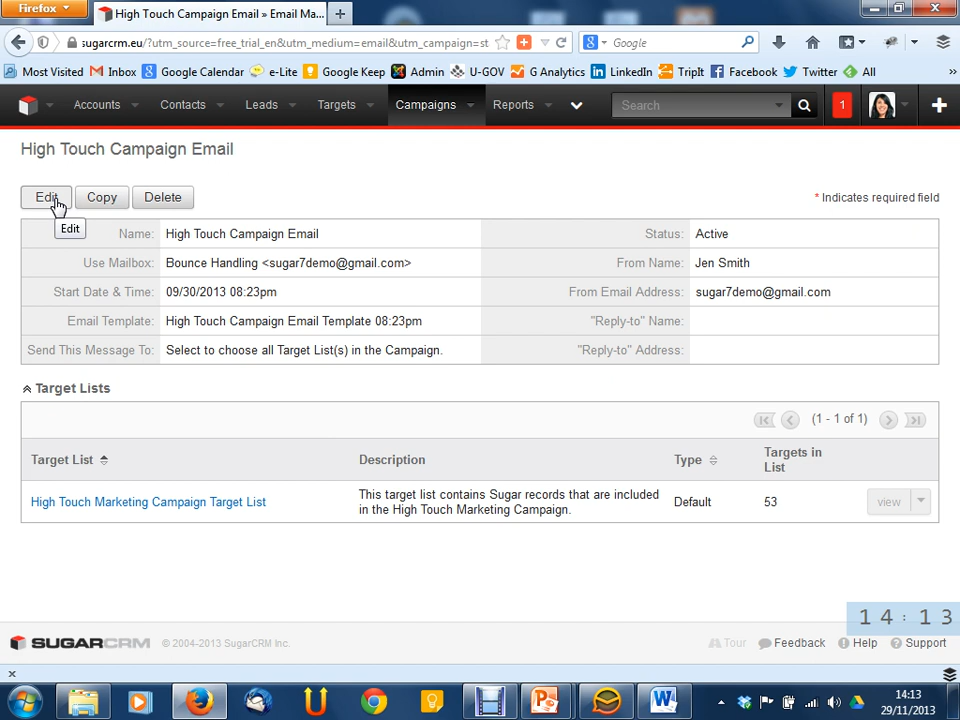 Firefox
High Touch Campaign Email » Email Ma...
sugarcrm.eu/?utm_source=free_trial_en&utm_medium=email&utm_campaign=st
Google
Most Visited Inbox Google Calendar e-Lite Google Keep Admin U-GOV G Analytics LinkedIn TripIt Facebook Twitter All
Accounts Contacts Leads Targets Campaigns Reports Search 1
High Touch Campaign Email
Edit Copy Delete * Indicates required field
Edit
Name: High Touch Campaign Email Status: Active
Use Mailbox: Bounce Handling <sugar7demo@gmail.com> From Name: Jen Smith
Start Date & Time: 09/30/2013 08:23pm From Email Address: sugar7demo@gmail.com
Email Template: High Touch Campaign Email Template 08:23pm "Reply-to" Name:
Send This Message To: Select to choose all Target List(s) in the Campaign. "Reply-to" Address:
Target Lists
(1 - 1 of 1)
Target List Description Type Targets in List
High Touch Marketing Campaign Target List This target list contains Sugar records that are included in the High Touch Marketing Campaign. Default 53 view
14:13
SUGARCRM © 2004-2013 SugarCRM Inc. Tour Feedback Help Support
14:13
29/11/2013